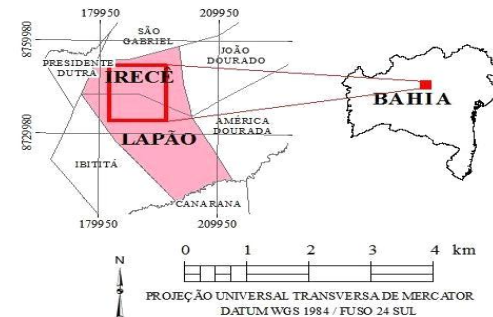 179950 209950
8759980
SÃO
GABRIEL
JOÃO
DOURADO
PRESIDENTE
DUTRA
IRECÊ
BAHIA
AMÉRICA
DOURADA
8729980
LAPÃO
IBITITÁ
CANARANA
179950 209950
0 1 2 3 4 km
N
PROJEÇÃO UNIVERSAL TRANSVERSA DE MERCATOR
DATUM WGS 1984 / FUSO 24 SUL